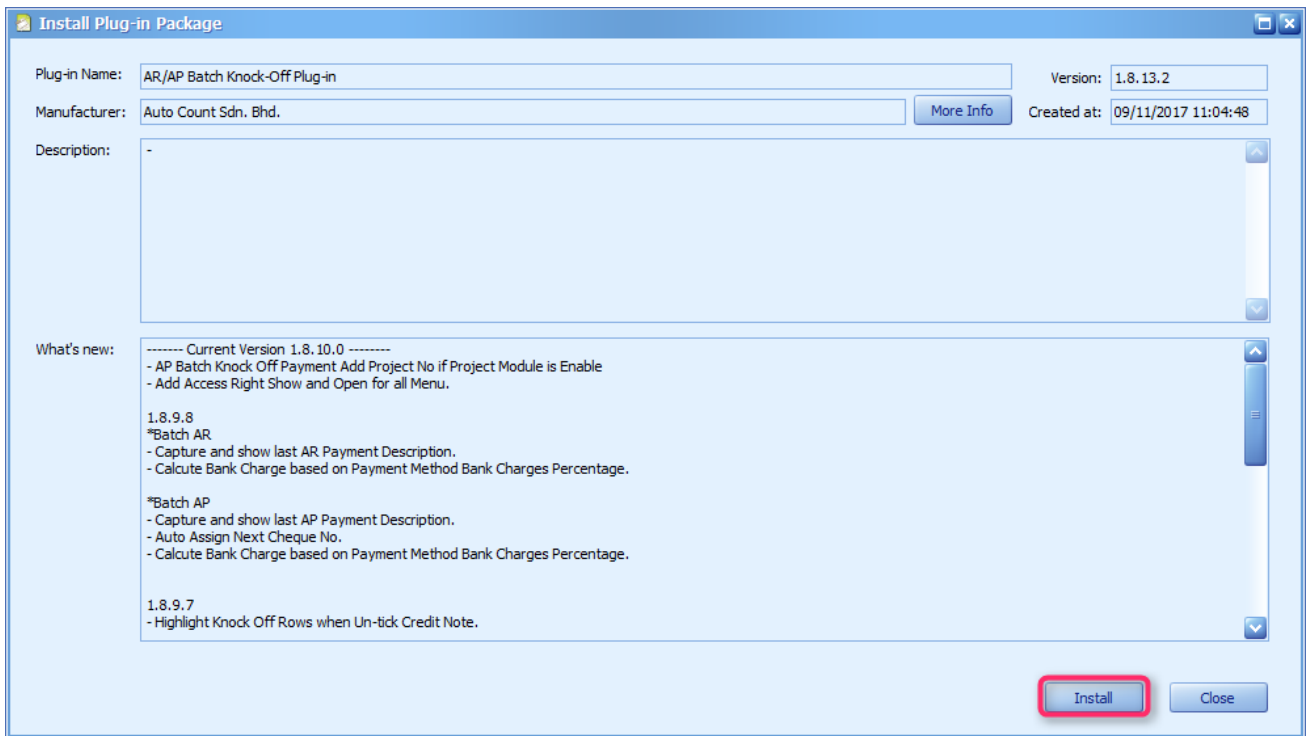 Install Plug-in Package
Plug-in Name: AR/AP Batch Knock-Off Plug-in Version: 1.8.13.2
Manufacturer: Auto Count Sdn. Bhd. More Info Created at: 09/11/2017 11:04:48
Description: -
What's new: ------- Current Version 1.8.10.0 --------
- AP Batch Knock Off Payment Add Project No if Project Module is Enable
- Add Access Right Show and Open for all Menu.
1.8.9.8
*Batch AR
- Capture and show last AR Payment Description.
- Calcute Bank Charge based on Payment Method Bank Charges Percentage.
*Batch AP
- Capture and show last AP Payment Description.
- Auto Assign Next Cheque No.
- Calcute Bank Charge based on Payment Method Bank Charges Percentage.
1.8.9.7
- Highlight Knock Off Rows when Un-tick Credit Note.
Install Close